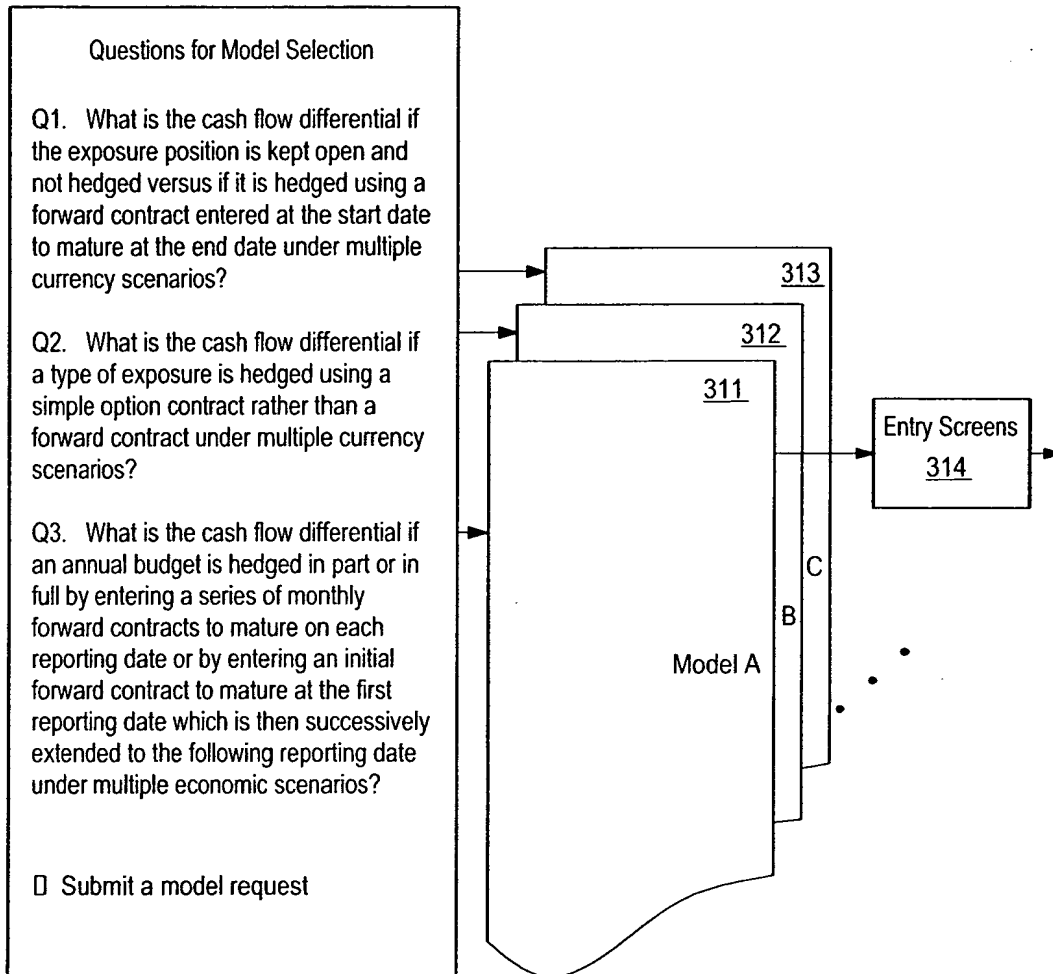 Questions for Model Selection
Q1. What is the cash flow differential if
the exposure position is kept open and
not hedged versus if it is hedged using a
forward contract entered at the start date
to mature at the end date under multiple
currency scenarios?
Q2. What is the cash flow differential if
a type of exposure is hedged using a
simple option contract rather than a
forward contract under multiple currency
scenarios?
Q3. What is the cash flow differential if
an annual budget is hedged in part or in
full by entering a series of monthly
forward contracts to mature on each
reporting date or by entering an initial
forward contract to mature at the first
reporting date which is then successively
extended to the following reporting date
under multiple economic scenarios?
Submit a model request
313
312
311
Entry Screens
314
C
B
Model A